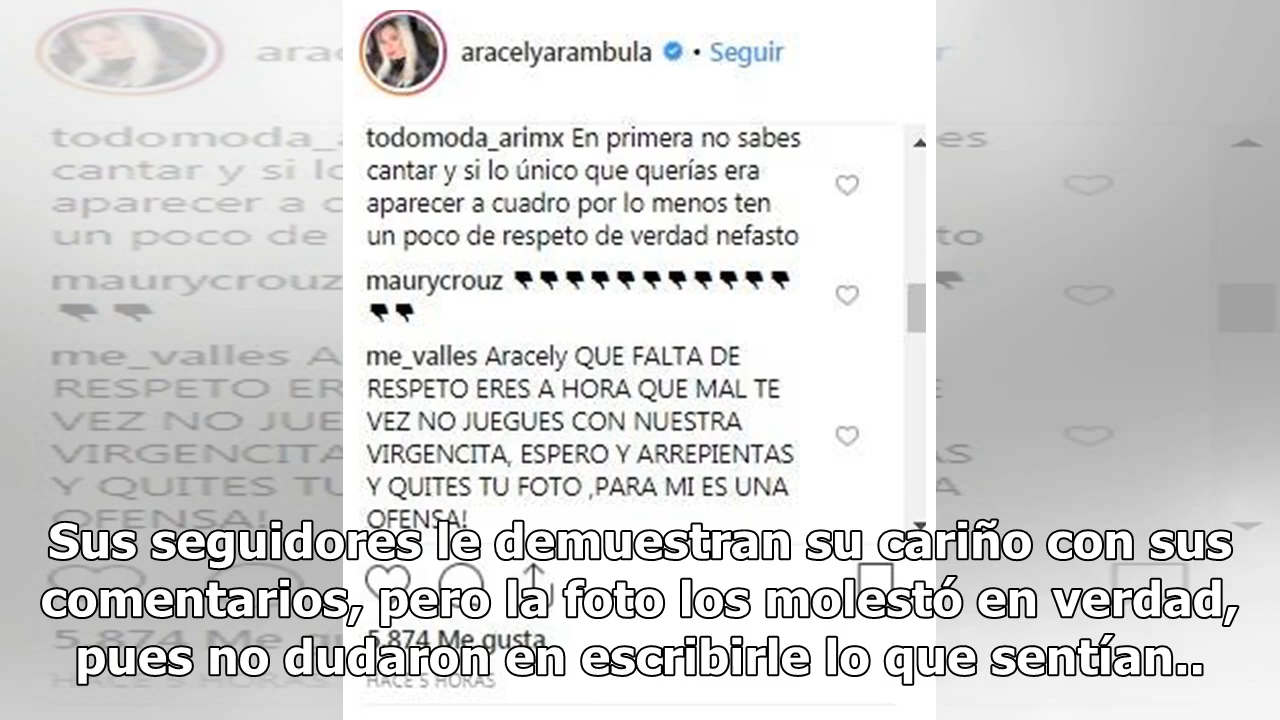 aracelyarambula • Seguir
todomoda_arimx En primera no sabes
cantar y si lo único que querías era
aparecer a cuadro por lo menos ten
un poco de respeto de verdad nefasto
maurycrouz 👎👎👎👎👎👎👎👎👎👎👎
👎👎
me_valles Aracely QUE FALTA DE
RESPETO ERES A HORA QUE MAL TE
VEZ NO JUEGUES CON NUESTRA
VIRGENCITA, ESPERO Y ARREPIENTAS
Y QUITES TU FOTO ,PARA MI ES UNA
OFENSA!
5,874 Me gusta
HACE 5 HORAS
Sus seguidores le demuestran su cariño con sus
comentarios, pero la foto los molestó en verdad,
pues no dudaron en escribirle lo que sentían..